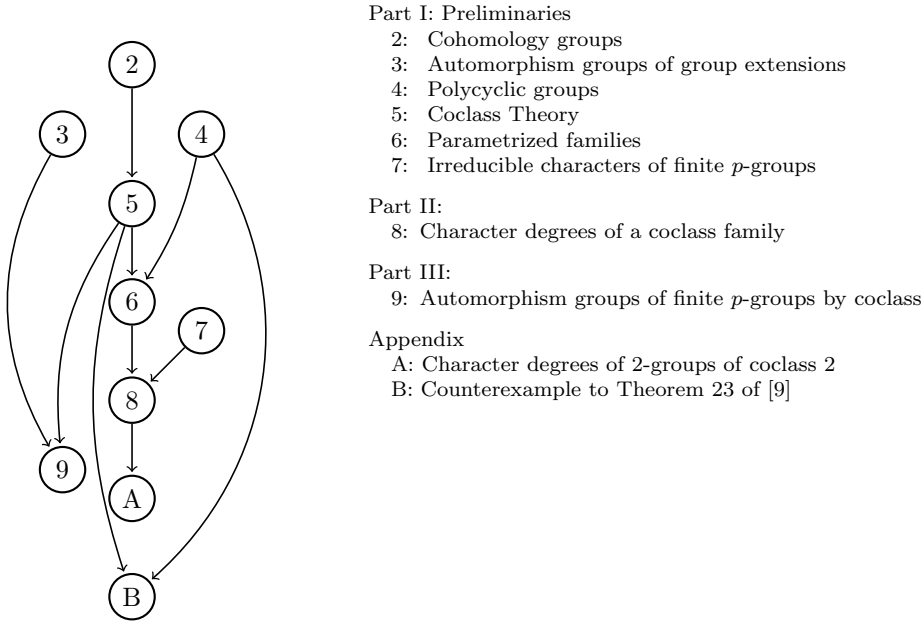 Part I: Preliminaries
2: Cohomology groups
3: Automorphism groups of group extensions
4: Polycyclic groups
5: Coclass Theory
6: Parametrized families
7: Irreducible characters of finite p-groups
Part II:
8: Character degrees of a coclass family
Part III:
9: Automorphism groups of finite p-groups by coclass
Appendix
A: Character degrees of 2-groups of coclass 2
B: Counterexample to Theorem 23 of [9]
2
3
4
5
6
7
8
9
A
B